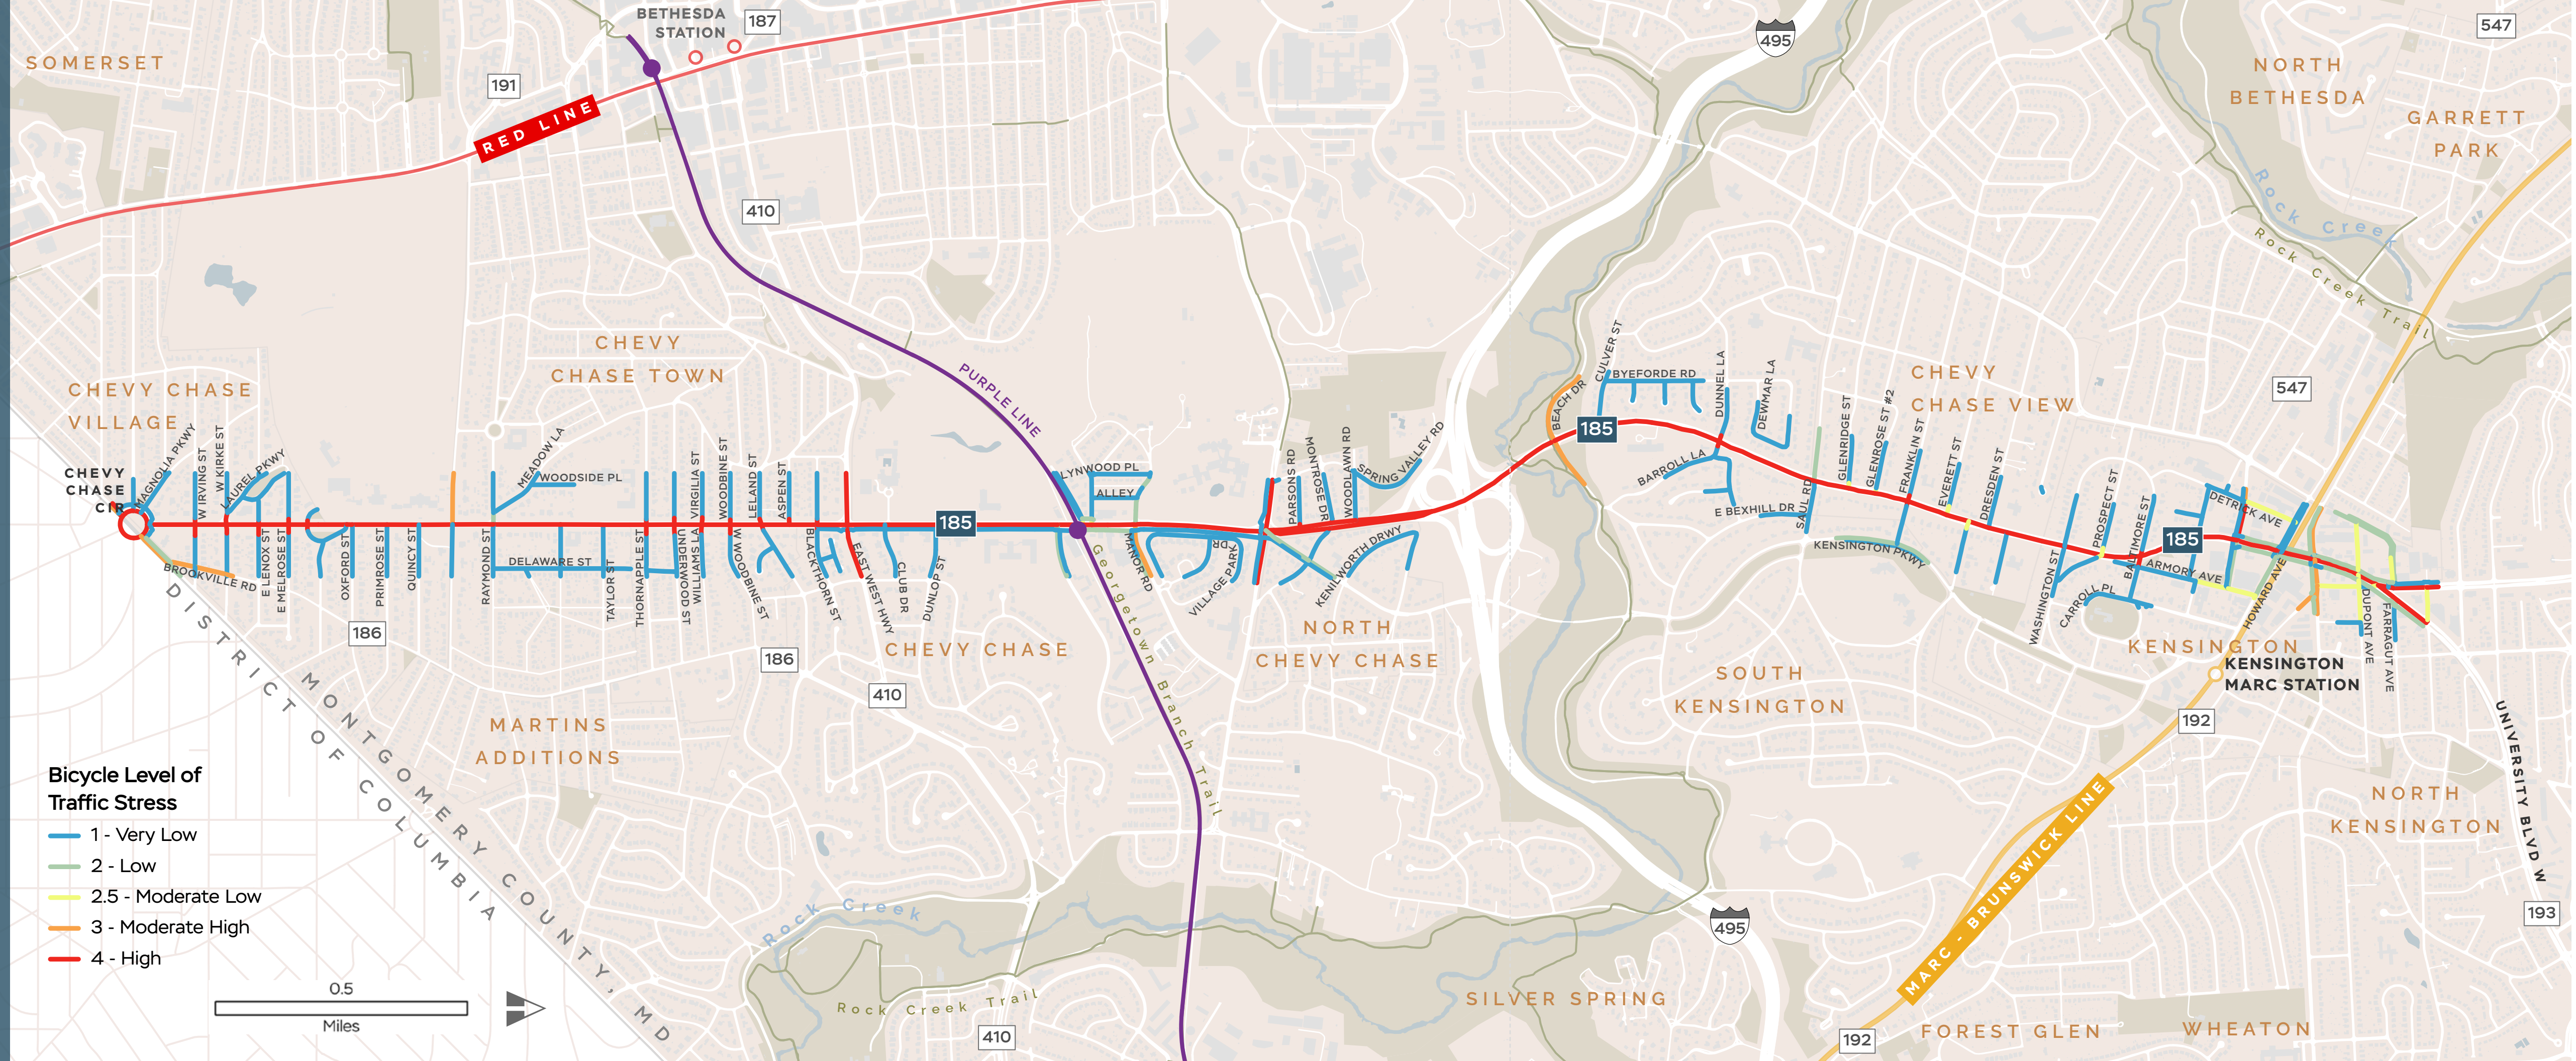 SOMERSET
BETHESDA
STATION
187
191
RED LINE
410
495
547
NORTH
BETHESDA
GARRETT
PARK
Rock Creek
Rock Creek Trail
547
CHEVY
CHASE TOWN
CHEVY CHASE
VILLAGE
CHEVY
CHASE
CIR
MAGNOLIA PKWY
W IRVING ST
W KIRKE ST
LAUREL PKWY
BROOKVILLE RD
E LENOX ST
E MELROSE ST
OXFORD ST
PRIMROSE ST
QUINCY ST
RAYMOND ST
MEADOW LA
WOODSIDE PL
DELAWARE ST
TAYLOR ST
THORNAPPLE ST
UNDERWOOD ST
WILLIAMS LA
VIRGILIA ST
WOODBINE ST
W WOODBINE ST
LELAND ST
ASPEN ST
BLACKTHORN ST
EAST WEST HWY
CLUB DR
DUNLOP ST
185
PURPLE LINE
LYNWOOD PL
ALLEY
MANOR RD
Georgetown Branch Trail
VILLAGE PARK
DR
PARSONS RD
MONTROSE DR
WOODLAWN RD
SPRING VALLEY RD
KENILWORTH DRWY
BEACH DR
CULVER ST
BYEFORDE RD
185
DUNNEL LA
DEWMAR LA
BARROLL LA
E BEXHILL DR
SAUL RD
KENSINGTON PKWY
GLENRIDGE ST
GLENROSE ST #2
FRANKLIN ST
EVERETT ST
DRESDEN ST
CHEVY
CHASE VIEW
WASHINGTON ST
PROSPECT ST
BALTIMORE ST
CARROLL PL
ARMORY AVE
185
DETRICK AVE
HOWARD AVE
DUPONT AVE
FARRAGUT AVE
KENSINGTON
KENSINGTON
MARC STATION
192
UNIVERSITY BLVD W
193
NORTH
KENSINGTON
186
186
410
CHEVY CHASE
NORTH
CHEVY CHASE
SOUTH
KENSINGTON
MARTINS
ADDITIONS
MONTGOMERY COUNTY, MD
DISTRICT OF COLUMBIA
Rock Creek
Rock Creek Trail
410
SILVER SPRING
495
MARC - BRUNSWICK LINE
192
FOREST GLEN
WHEATON
Bicycle Level of
Traffic Stress
1 - Very Low
2 - Low
2.5 - Moderate Low
3 - Moderate High
4 - High
0.5
Miles